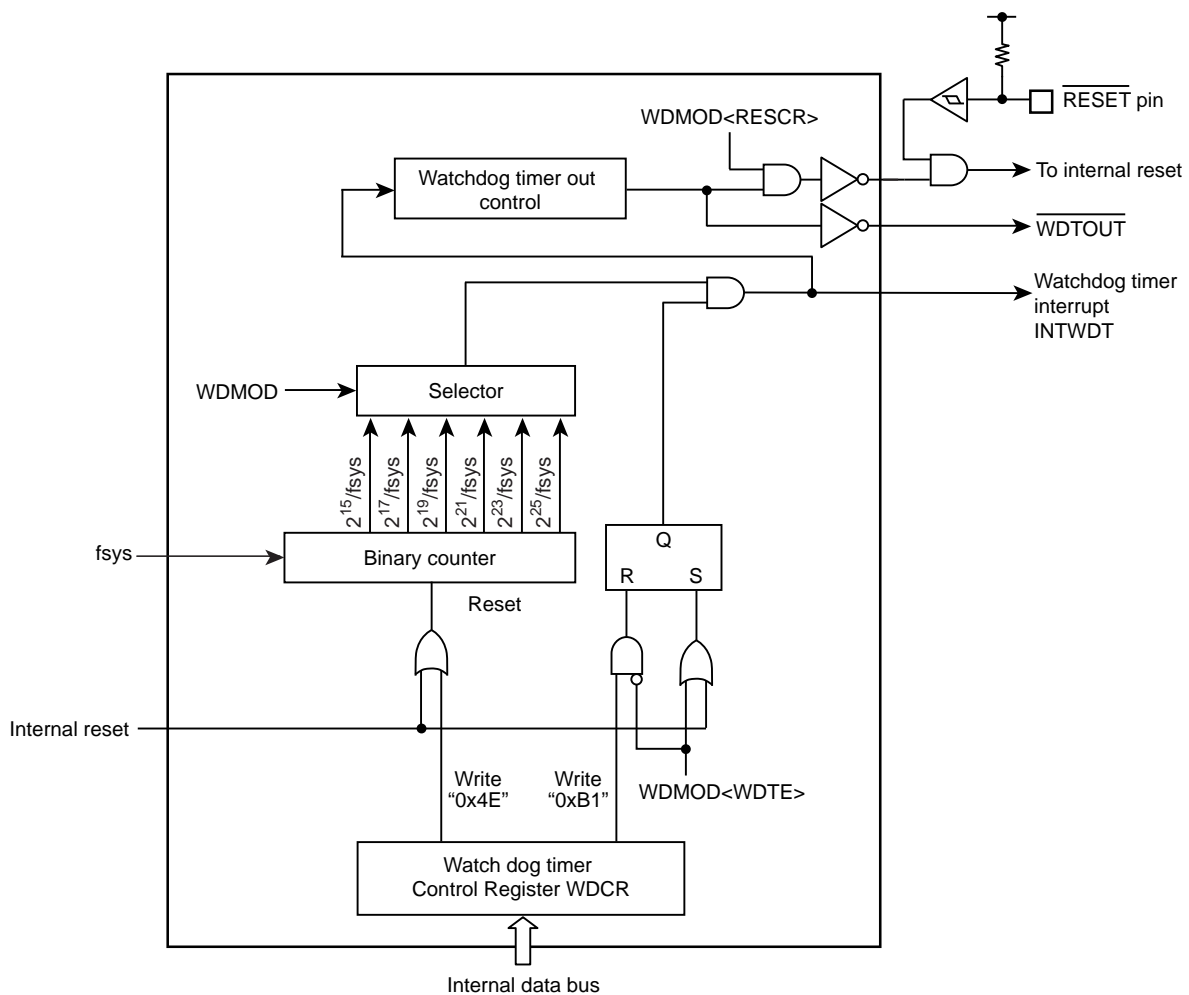 WDMOD<RESCR>
RESET pin
Watchdog timer out
control
To internal reset
WDTOUT
Watchdog timer
interrupt
INTWDT
WDMOD
Selector
2^15/fsys
2^17/fsys
2^19/fsys
2^21/fsys
2^23/fsys
2^25/fsys
fsys
Binary counter
Q
R S
Reset
Internal reset
Write
“0x4E”
Write
“0xB1”
WDMOD<WDTE>
Watch dog timer
Control Register WDCR
Internal data bus